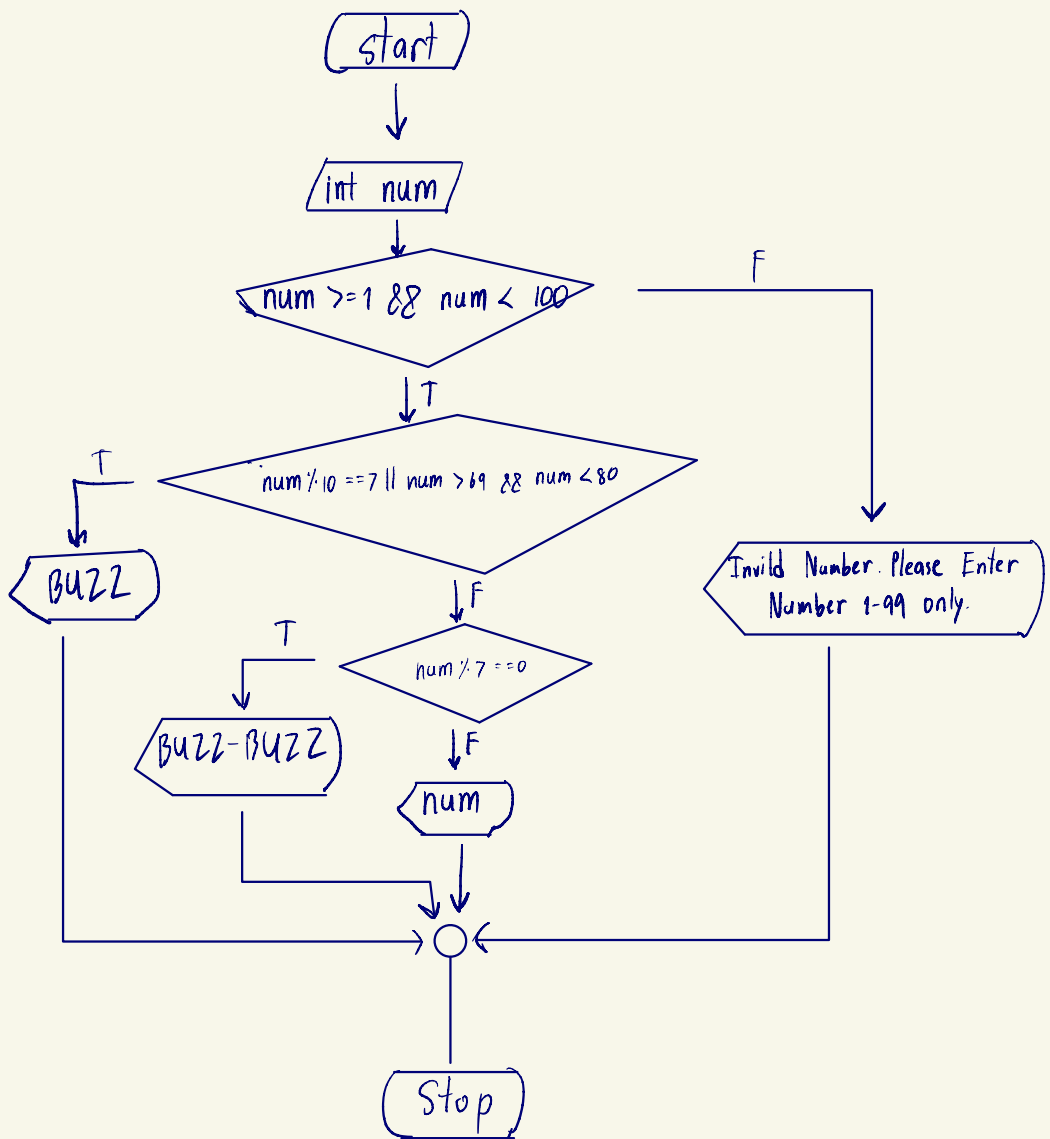 start
int num
num >=1 && num < 100
F
T
num%10 ==7 || num >69 && num <80
T
BUZZ
Invild Number. Please Enter
Number 1-99 only.
F
num%7 ==0
T
BUZZ-BUZZ
F
num
Stop